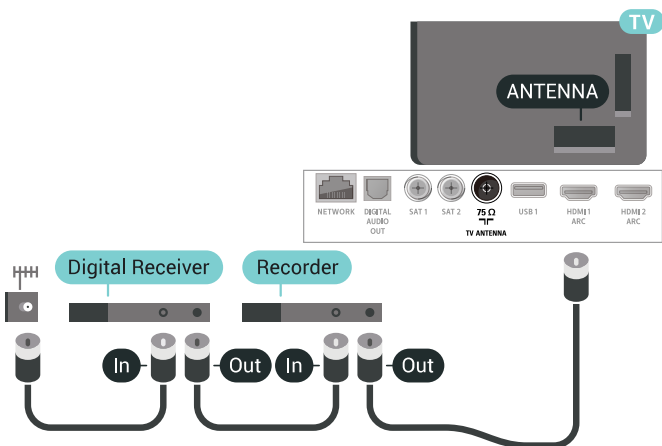 TV
ANTENNA
NETWORK
DIGITAL
AUDIO
OUT
SAT 1
SAT 2
75 Ω
TV ANTENNA
USB 1
HDMI 1
ARC
HDMI 2
ARC
Digital Receiver
Recorder
In
Out
In
Out